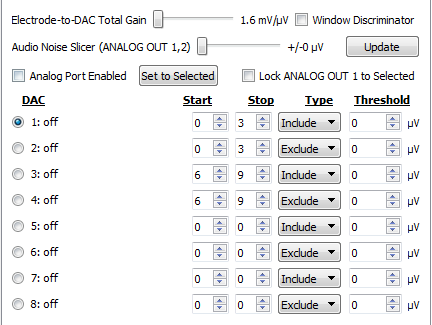 Electrode-to-DAC Total Gain 1.6 mV/µV Window Discriminator
Audio Noise Slicer (ANALOG OUT 1,2) +/-0 µV Update
Analog Port Enabled Set to Selected Lock ANALOG OUT 1 to Selected
DAC Start Stop Type Threshold
1: off 0 3 Include 0 µV
2: off 0 3 Exclude 0 µV
3: off 6 9 Include 0 µV
4: off 6 9 Exclude 0 µV
5: off 0 0 Include 0 µV
6: off 0 0 Exclude 0 µV
7: off 0 0 Include 0 µV
8: off 0 0 Exclude 0 µV